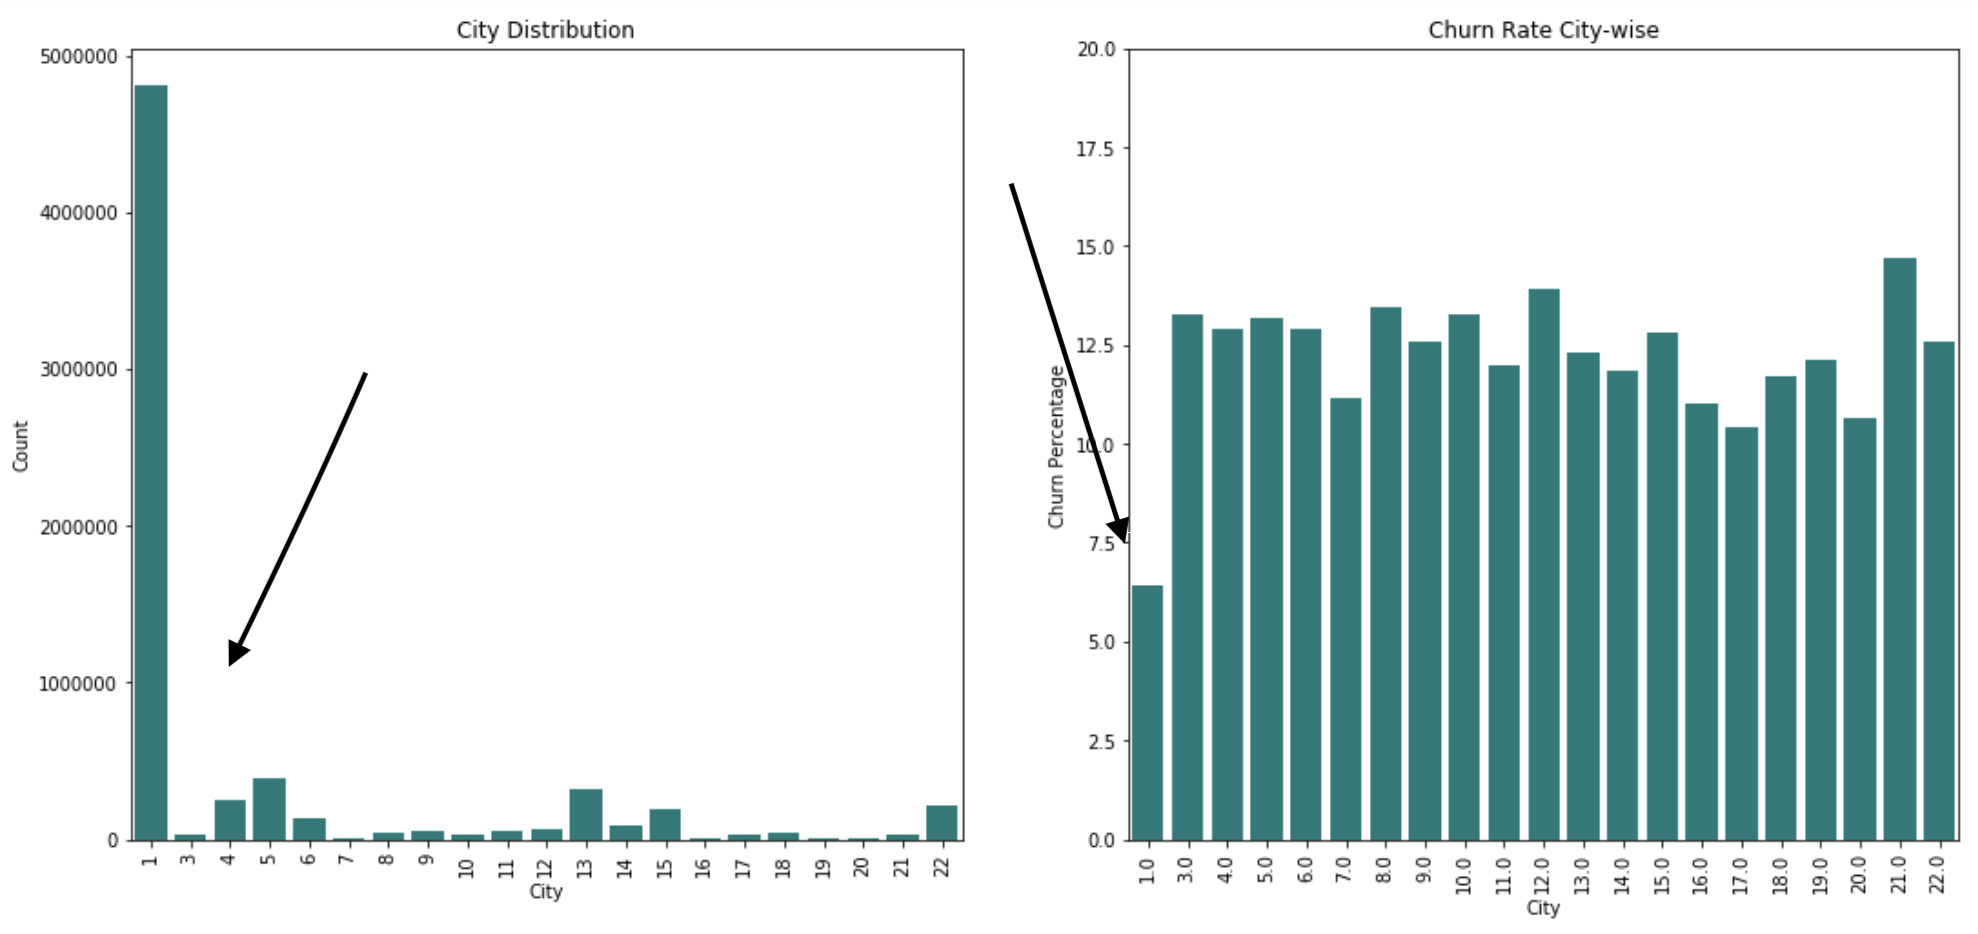 City Distribution
5000000
4000000
3000000
2000000
1000000
0
Count
1 3 4 5 6 7 8 9 10 11 12 13 14 15 16 17 18 19 20 21 22
City
Churn Rate City-wise
20.0
17.5
15.0
12.5
10.0
7.5
5.0
2.5
0.0
Churn Percentage
1.0 3.0 4.0 5.0 6.0 7.0 8.0 9.0 10.0 11.0 12.0 13.0 14.0 15.0 16.0 17.0 18.0 19.0 20.0 21.0 22.0
City